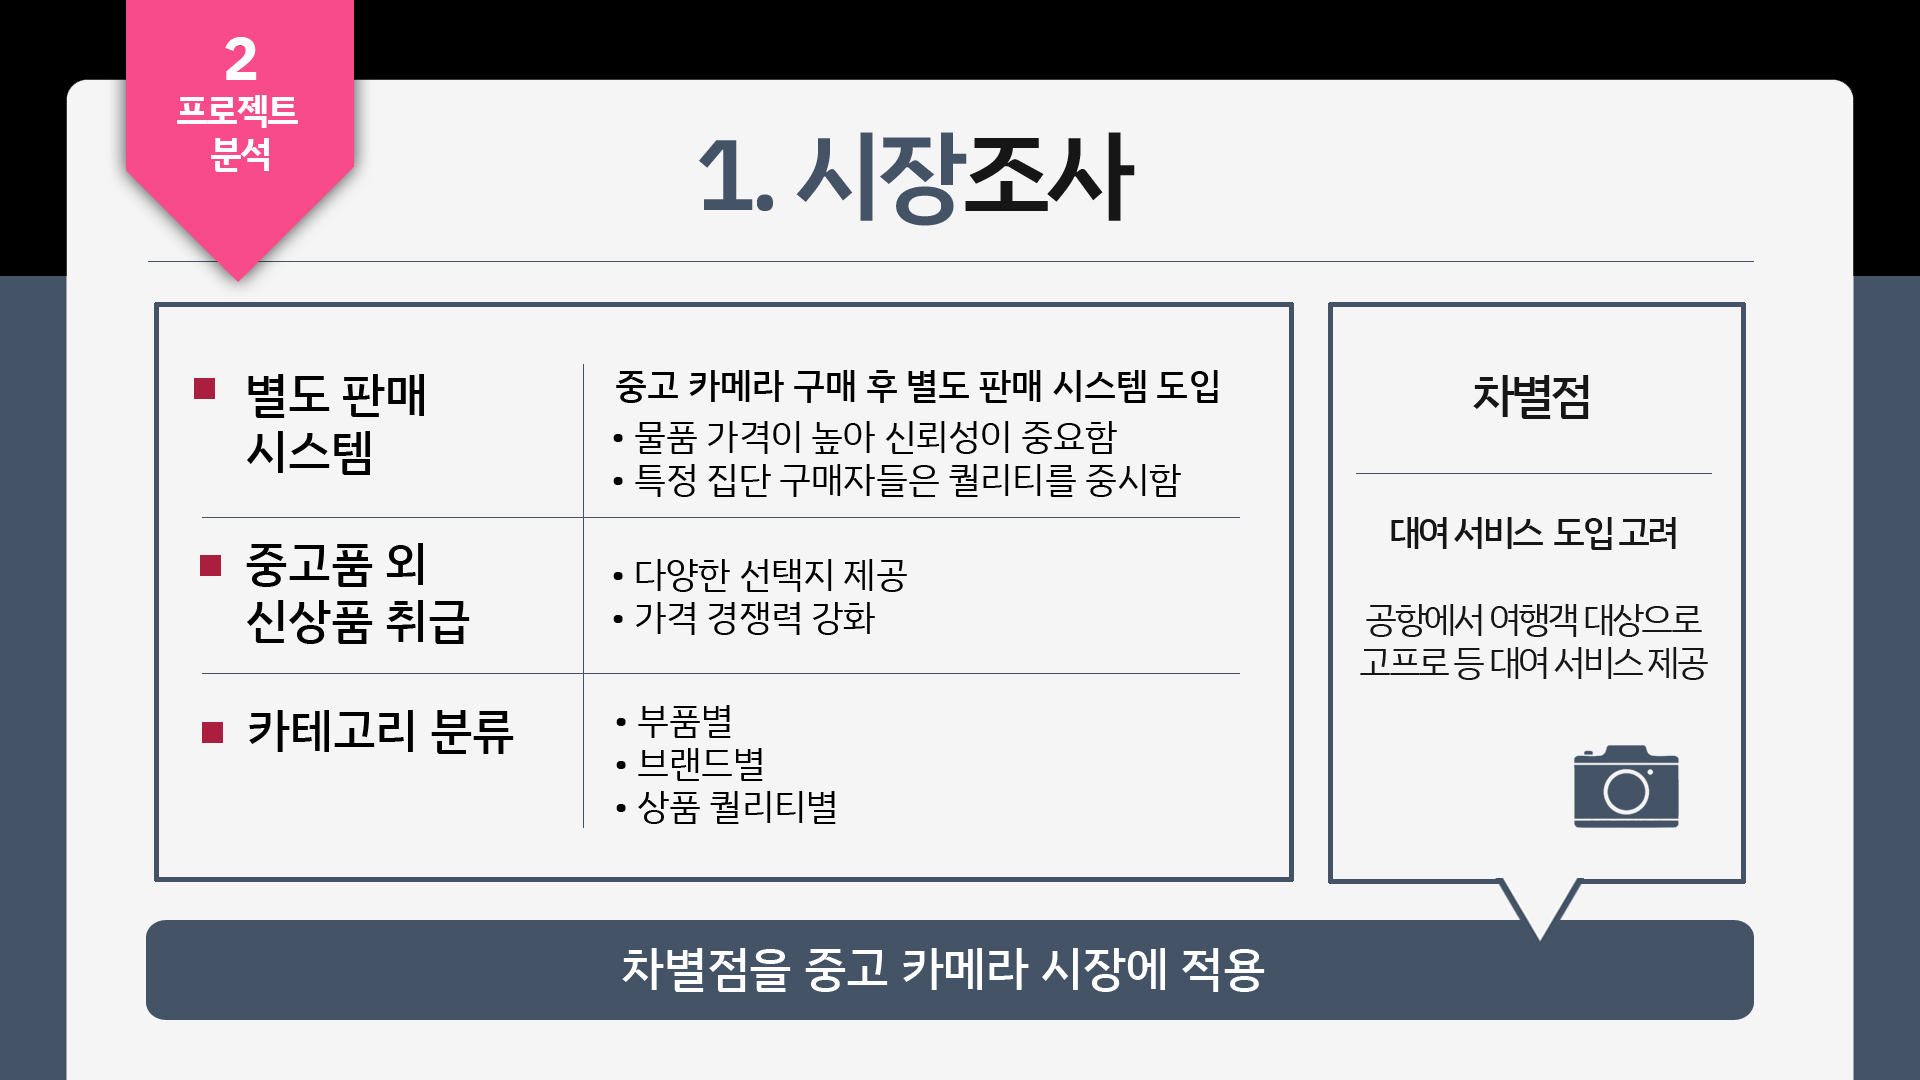 2
프로젝트
분석
1. 시장조사
별도 판매
시스템
중고 카메라 구매 후 별도 판매 시스템 도입
• 물품 가격이 높아 신뢰성이 중요함
• 특정 집단 구매자들은 퀄리티를 중시함
중고품 외
신상품 취급
• 다양한 선택지 제공
• 가격 경쟁력 강화
카테고리 분류
• 부품별
• 브랜드별
• 상품 퀄리티별
차별점
대여 서비스 도입 고려
공항에서 여행객 대상으로
고프로 등 대여 서비스 제공
차별점을 중고 카메라 시장에 적용